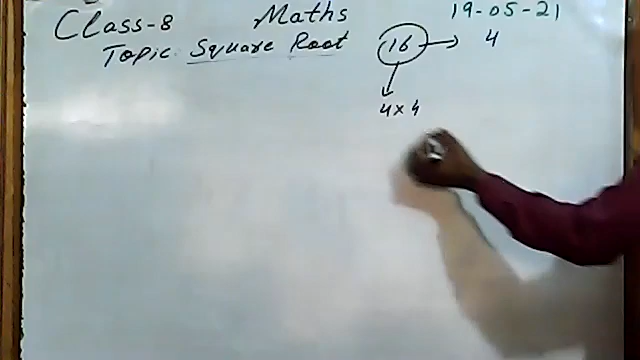 Class-8 Maths 19-05-21
Topic Square Root 16 → 4
4 × 4